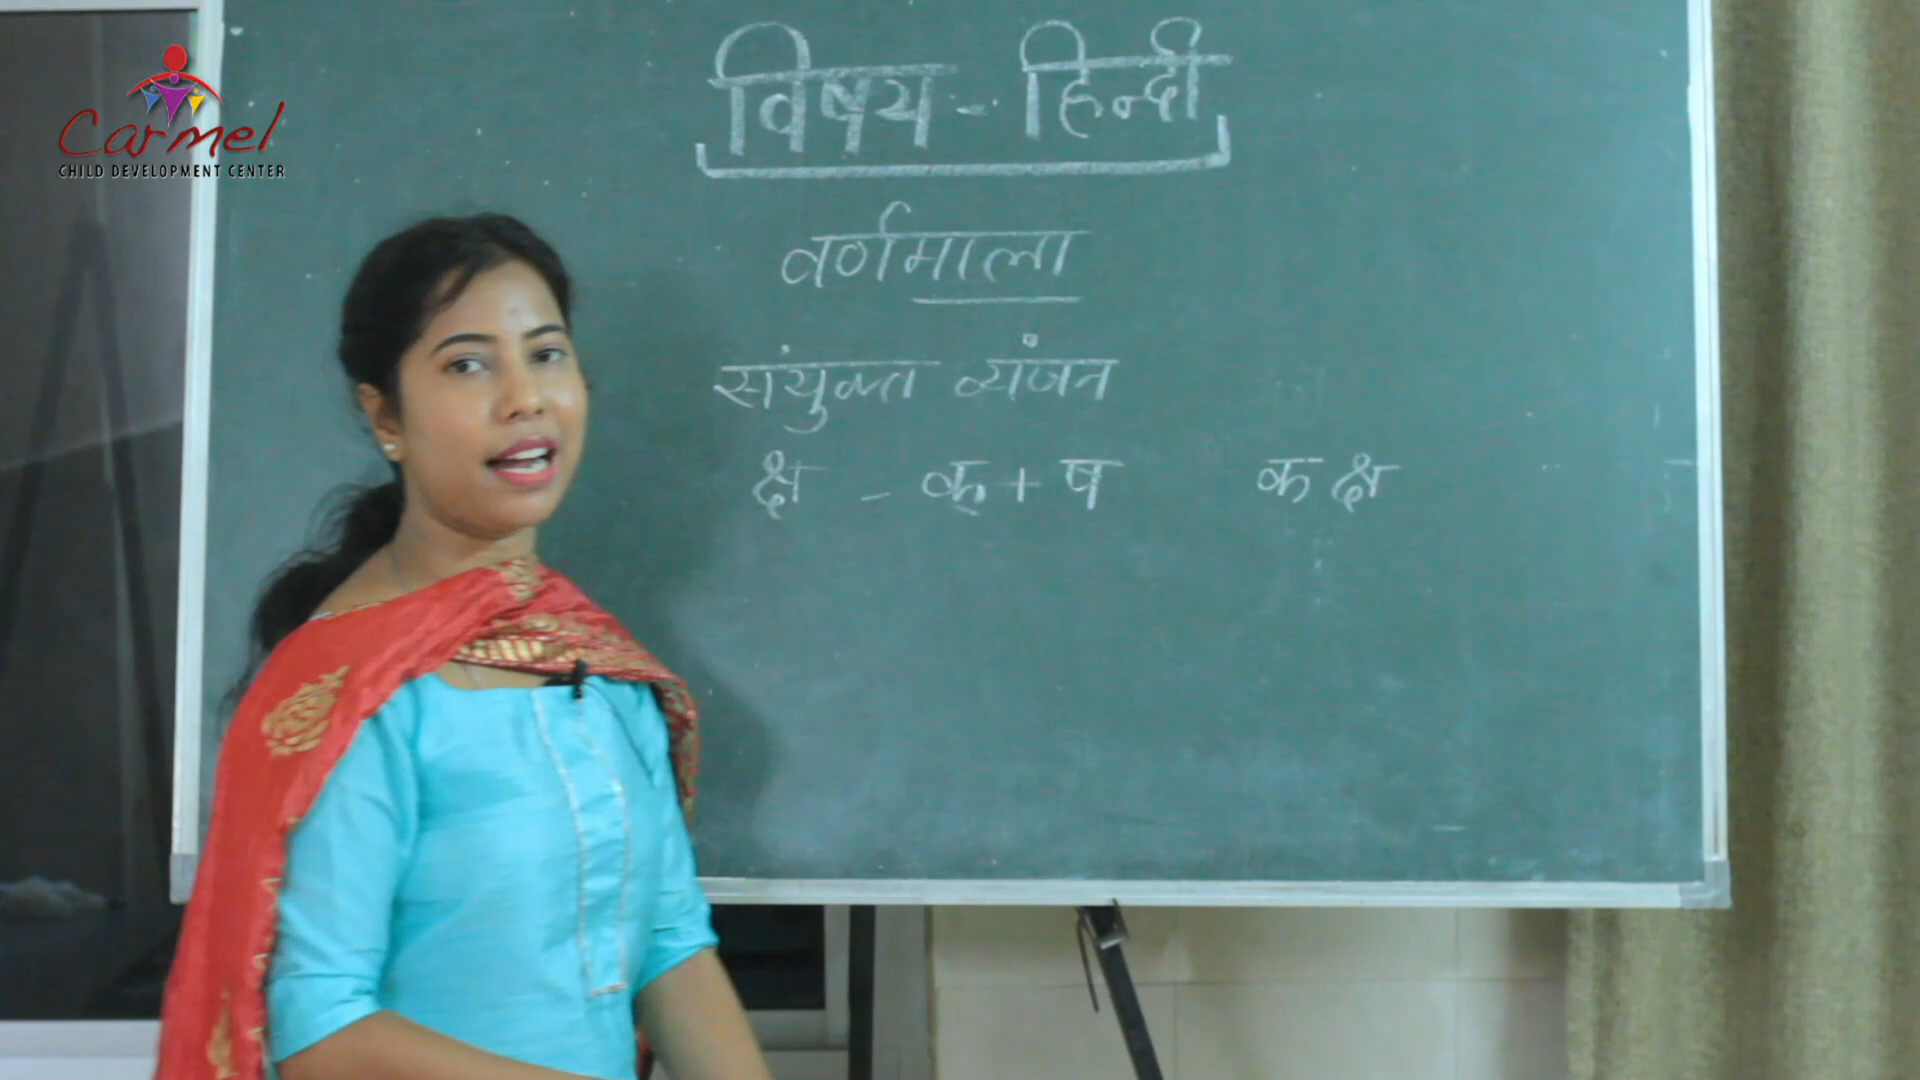 Carmel
CHILD DEVELOPMENT CENTER
विषय - हिन्दी
वर्णमाला
संयुक्त व्यंजन
क्ष - क् + ष कक्ष